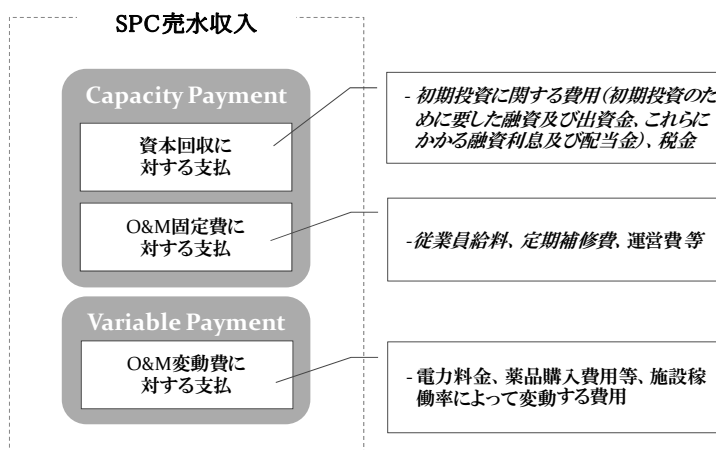 SPC売水収入
Capacity Payment
資本回収に
対する支払
- 初期投資に関する費用(初期投資のた
めに要した融資及び出資金、これらに
かかる融資利息及び配当金)、税金
O&M固定費に
対する支払
-従業員給料、定期補修費、運営費等
Variable Payment
O&M変動費に
対する支払
- 電力料金、薬品購入費用等、施設稼
働率によって変動する費用